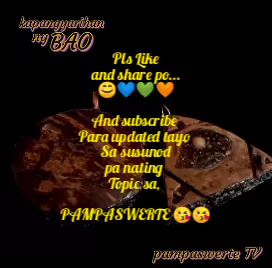 kapangyarihan
ng BAO
Pls Like
and share po...
😊💙💚🧡
And subscribe
Para updated tayo
Sa susunod
pa nating
Topic sa,
PAMPASWERTE😘😘
pampaswerte TV